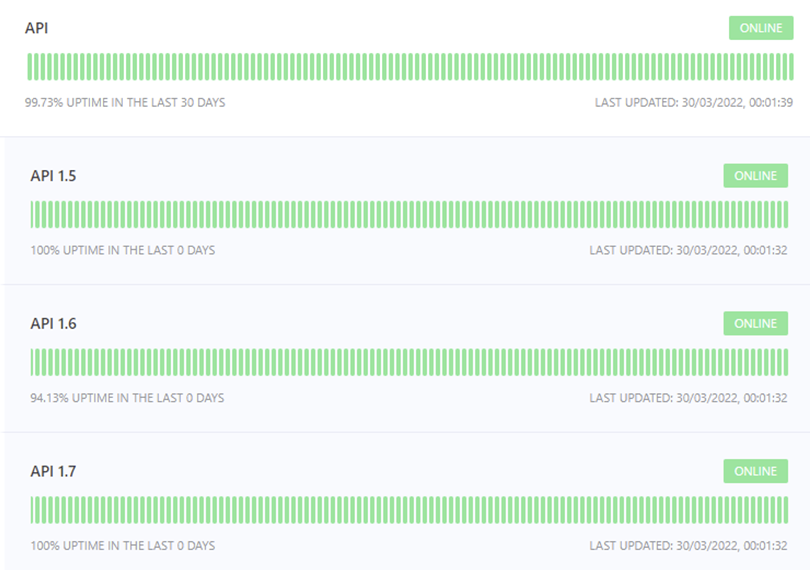 API ONLINE
99.73% UPTIME IN THE LAST 30 DAYS LAST UPDATED: 30/03/2022, 00:01:39
API 1.5 ONLINE
100% UPTIME IN THE LAST 0 DAYS LAST UPDATED: 30/03/2022, 00:01:32
API 1.6 ONLINE
94.13% UPTIME IN THE LAST 0 DAYS LAST UPDATED: 30/03/2022, 00:01:32
API 1.7 ONLINE
100% UPTIME IN THE LAST 0 DAYS LAST UPDATED: 30/03/2022, 00:01:32